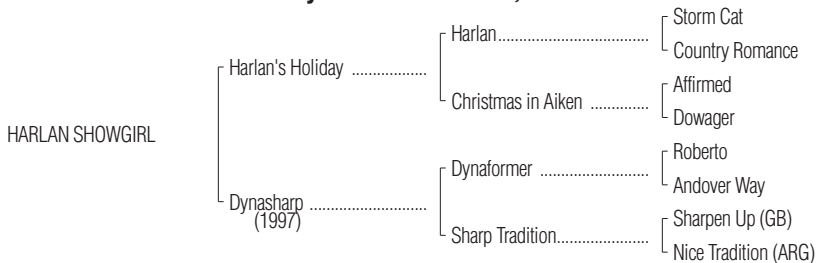 Storm Cat
Harlan..................................... 
Country Romance
Harlan's Holiday ..................
Affirmed
Christmas in Aiken ..............
Dowager
HARLAN SHOWGIRL
Roberto
Dynaformer ..........................
Andover Way
Dynasharp ............................
(1997)
Sharpen Up (GB)
Sharp Tradition......................
Nice Tradition (ARG)